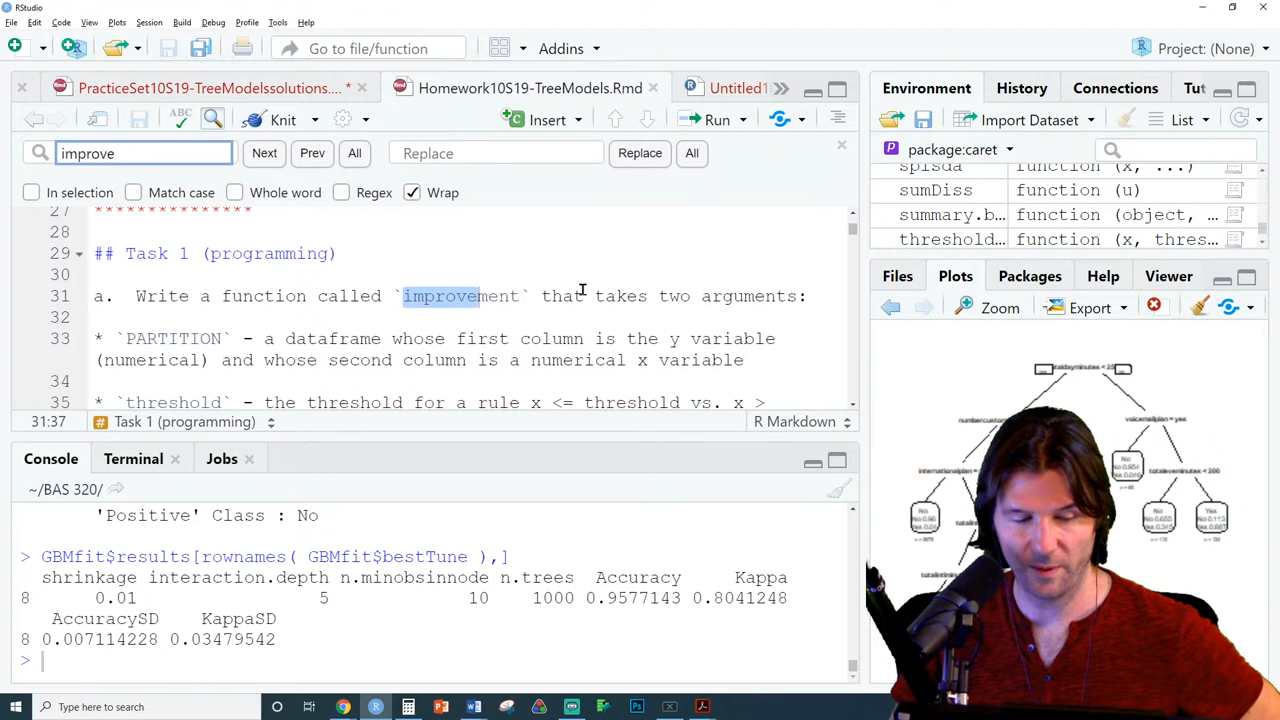 RStudio
File Edit Code View Plots Session Build Debug Profile Tools Help
Go to file/function
Addins
Project: (None)
PracticeSet10S19-TreeModelssolutions.... *
Homework10S19-TreeModels.Rmd
Untitled1
ABC
Knit
Insert
Run
improve
Next
Prev
All
Replace
Replace
All
In selection
Match case
Whole word
Regex
Wrap
27 ***************
28
29 ## Task 1 (programming)
30
31 a. Write a function called `improvement` that takes two arguments:
32
33 * `PARTITION` - a dataframe whose first column is the y variable
(numerical) and whose second column is a numerical x variable
34
35 * `threshold` - the threshold for a rule x <= threshold vs. x >
31:37 # Task 1 (programming) R Markdown
Console Terminal Jobs
~/BAS 320/
'Positive' Class : No
> GBMfit$results[rownames( GBMfit$bestTune ),]
shrinkage interaction.depth n.minobsinnode n.trees Accuracy Kappa
8 0.01 5 10 1000 0.9577143 0.8041248
AccuracySD KappaSD
8 0.007114228 0.03479542
>
Environment History Connections Tut
Import Dataset
List
package:caret
splsda function (x, ...)
sumDiss function (u)
summary.b... function (object, ...
threshold... function (x, thres...
Files Plots Packages Help Viewer
Zoom
Export
voicemailplan = yes
totaleveminutes < 200
Type here to search